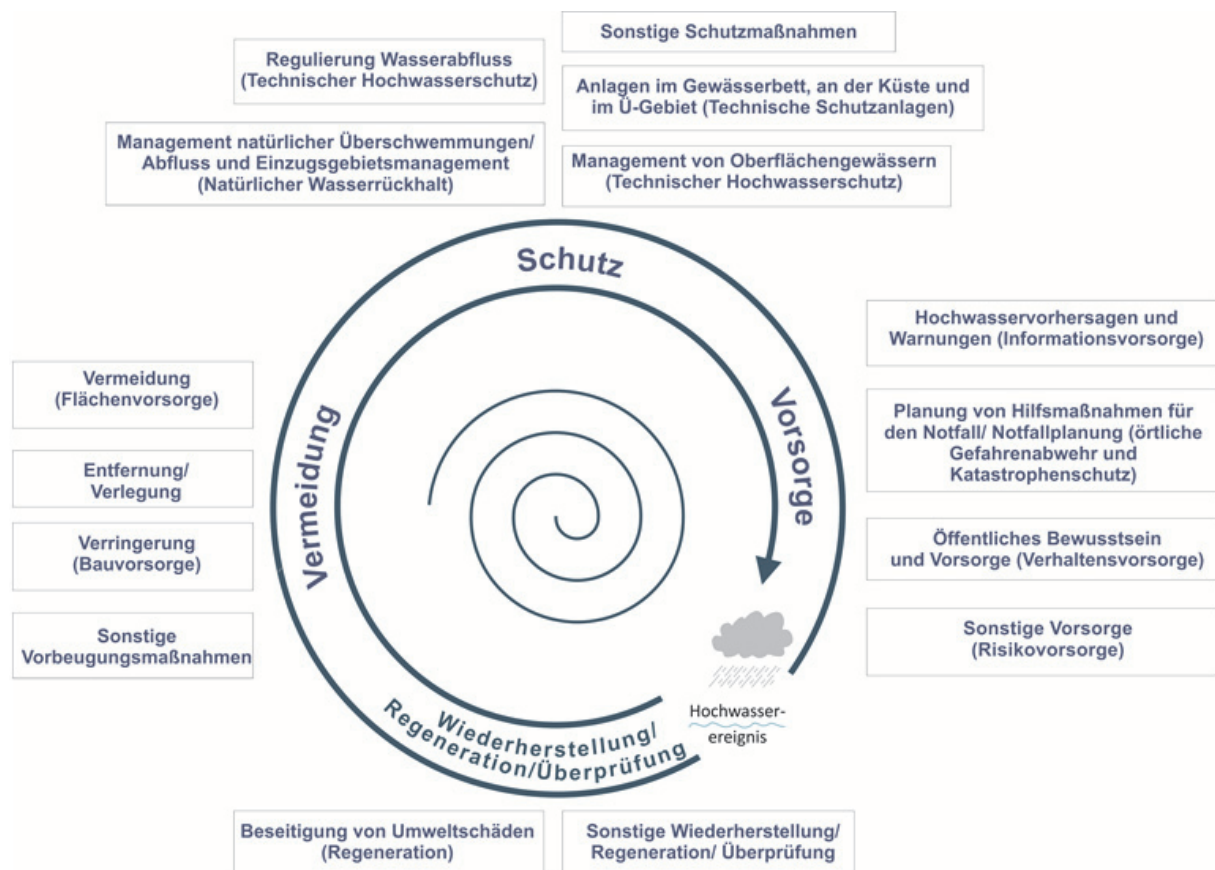 Sonstige Schutzmaßnahmen
Regulierung Wasserabfluss
(Technischer Hochwasserschutz)
Anlagen im Gewässerbett, an der Küste und
im Ü-Gebiet (Technische Schutzanlagen)
Management natürlicher Überschwemmungen/
Abfluss und Einzugsgebietsmanagement
(Natürlicher Wasserrückhalt)
Management von Oberflächengewässern
(Technischer Hochwasserschutz)
Schutz
Vorsorge
Hochwasservorhersagen und
Warnungen (Informationsvorsorge)
Planung von Hilfsmaßnahmen für
den Notfall/ Notfallplanung (örtliche
Gefahrenabwehr und
Katastrophenschutz)
Öffentliches Bewusstsein
und Vorsorge (Verhaltensvorsorge)
Sonstige Vorsorge
(Risikovorsorge)
Vermeidung
Vermeidung
(Flächenvorsorge)
Entfernung/
Verlegung
Verringerung
(Bauvorsorge)
Sonstige
Vorbeugungsmaßnahmen
Hochwasser-
ereignis
Wiederherstellung/
Regeneration/Überprüfung
Beseitigung von Umweltschäden
(Regeneration)
Sonstige Wiederherstellung/
Regeneration/ Überprüfung